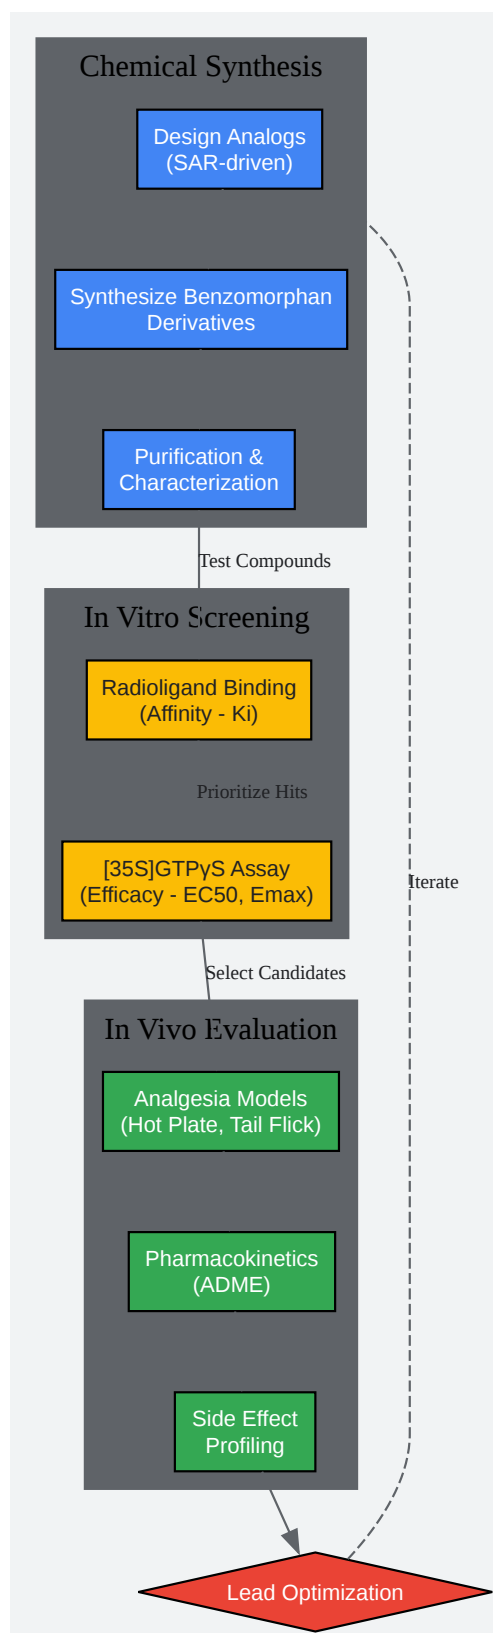 Chemical Synthesis
Design Analogs
(SAR-driven)
Synthesize Benzomorphan
Derivatives
Purification &
Characterization
Test Compounds
In Vitro Screening
Radioligand Binding
(Affinity - Ki)
Prioritize Hits
[35S]GTPγS Assay
(Efficacy - EC50, Emax)
Iterate
Select Candidates
In Vivo Evaluation
Analgesia Models
(Hot Plate, Tail Flick)
Pharmacokinetics
(ADME)
Side Effect
Profiling
Lead Optimization